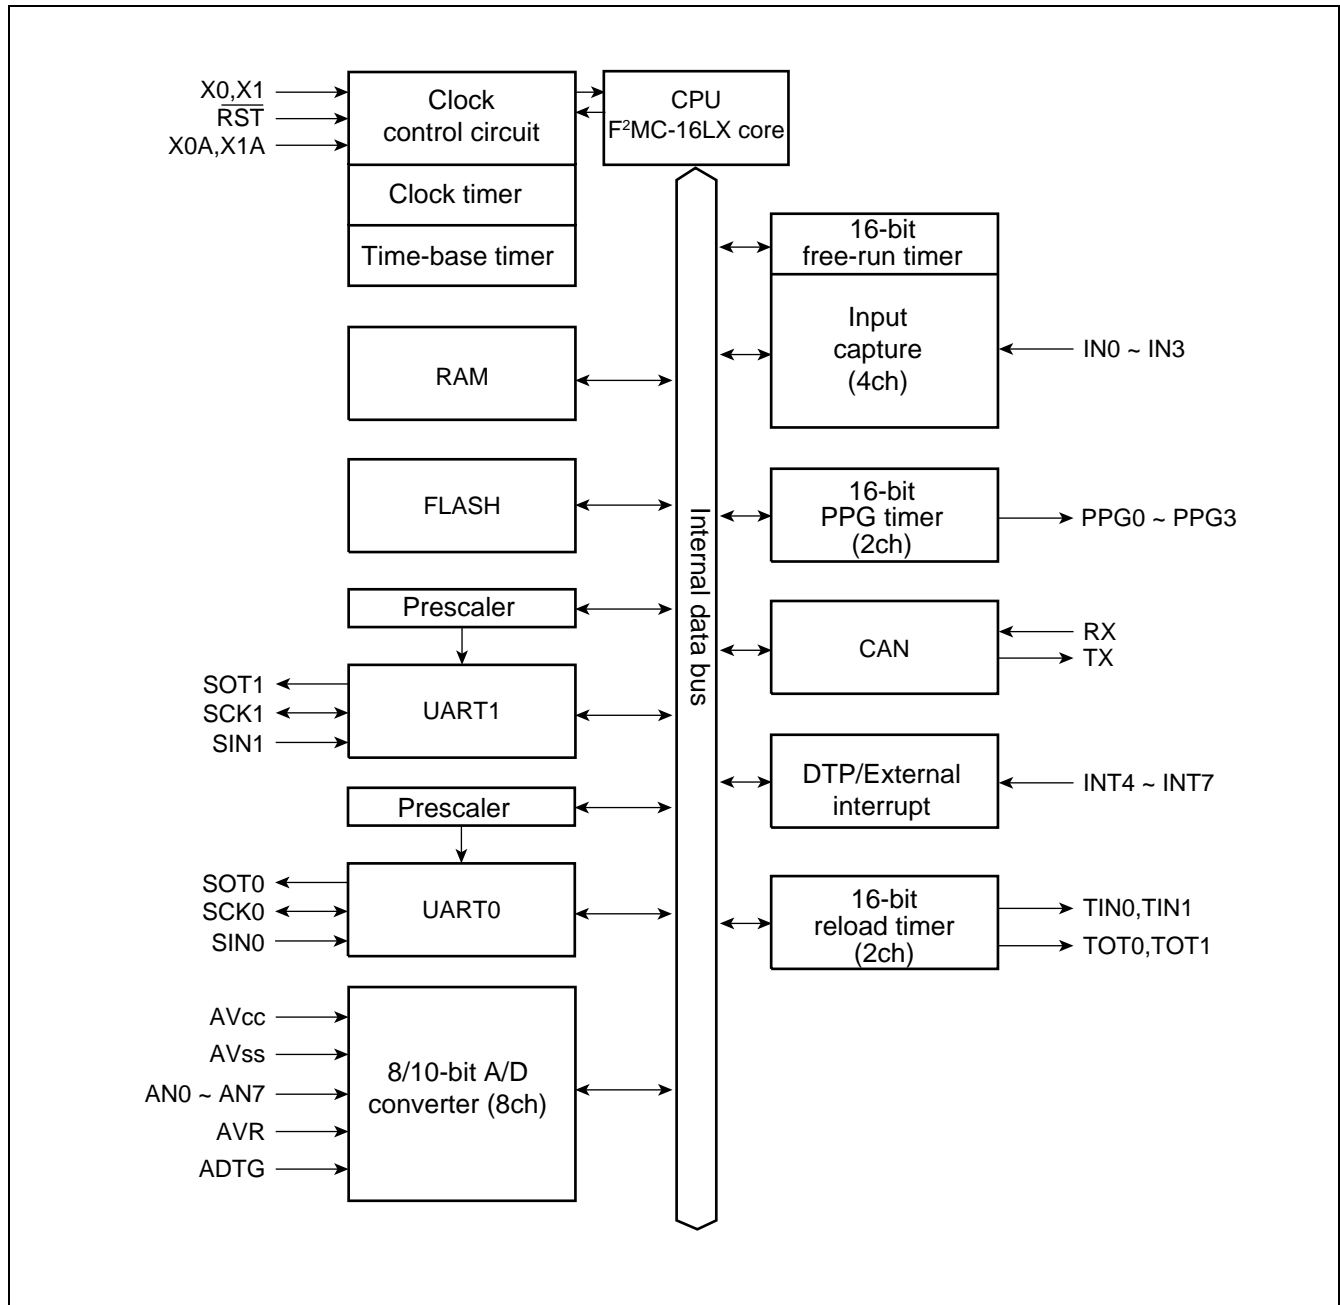 X0,X1
RST
X0A,X1A
Clock
control circuit
Clock timer
Time-base timer
CPU
F²MC-16LX core
RAM
FLASH
Prescaler
SOT1
SCK1
SIN1
UART1
Prescaler
SOT0
SCK0
SIN0
UART0
AVcc
AVss
AN0 ~ AN7
AVR
ADTG
8/10-bit A/D
converter (8ch)
Internal data bus
16-bit
free-run timer
Input
capture
(4ch)
IN0 ~ IN3
16-bit
PPG timer
(2ch)
PPG0 ~ PPG3
CAN
RX
TX
DTP/External
interrupt
INT4 ~ INT7
16-bit
reload timer
(2ch)
TIN0,TIN1
TOT0,TOT1